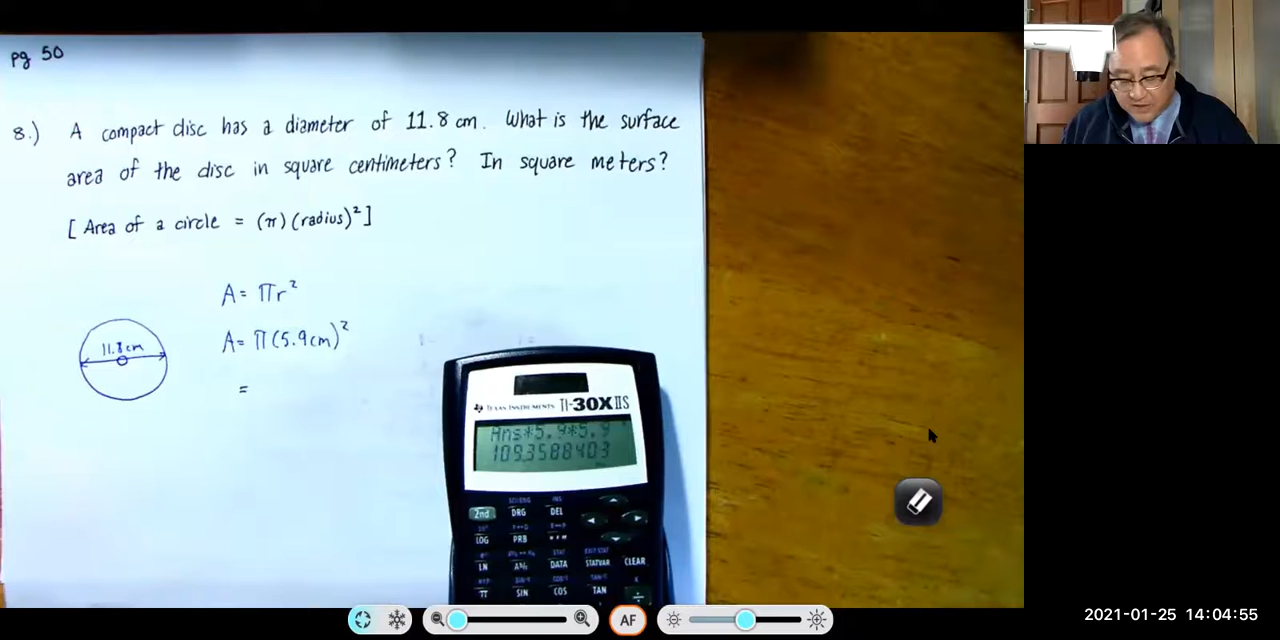 pg 50
8.) A compact disc has a diameter of 11.8 cm. What is the surface
area of the disc in square centimeters? In square meters?
[ Area of a circle = (π) (radius)² ]
A = πr²
A = π(5.9cm)²
=
11.8cm
TEXAS INSTRUMENTS TI-30X IIS
Ans*5.9*5.9
109.3588403
2nd DRG DEL
LOG PRB
LN DATA STATVAR CLEAR
π SIN COS TAN ÷
AF
2021-01-25 14:04:55